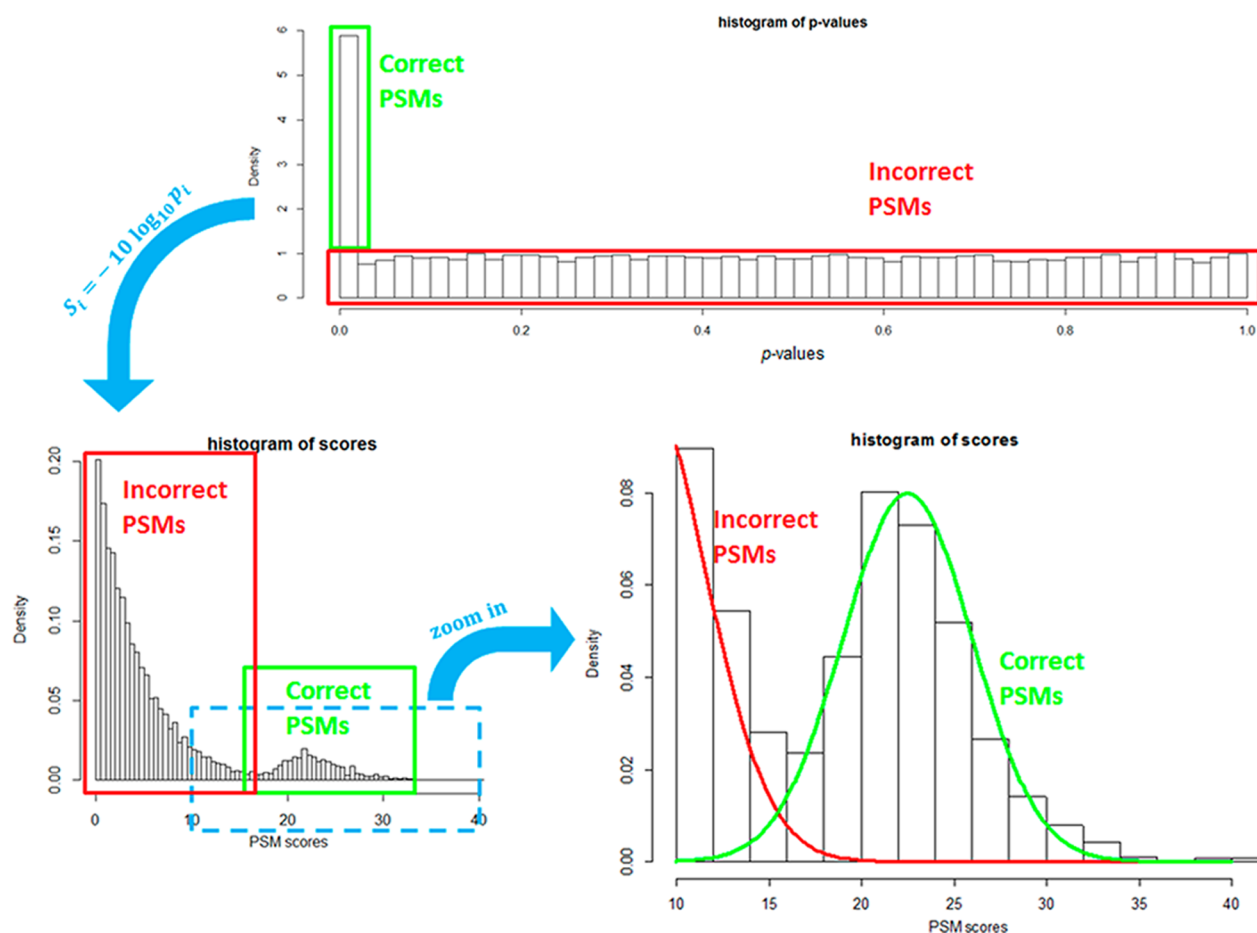 histogram of p-values
Correct
PSMs
Incorrect
PSMs
Density
6
5
4
3
2
1
0
0.0 0.2 0.4 0.6 0.8 1.0
p-values
S_i = − 10 log_10 p_i
histogram of scores
Incorrect
PSMs
Correct
PSMs
Density
0.20
0.15
0.10
0.05
0.00
0 10 20 30 40
PSM scores
zoom in
histogram of scores
Incorrect
PSMs
Correct
PSMs
Density
0.08
0.06
0.04
0.02
0.00
10 15 20 25 30 35 40
PSM scores